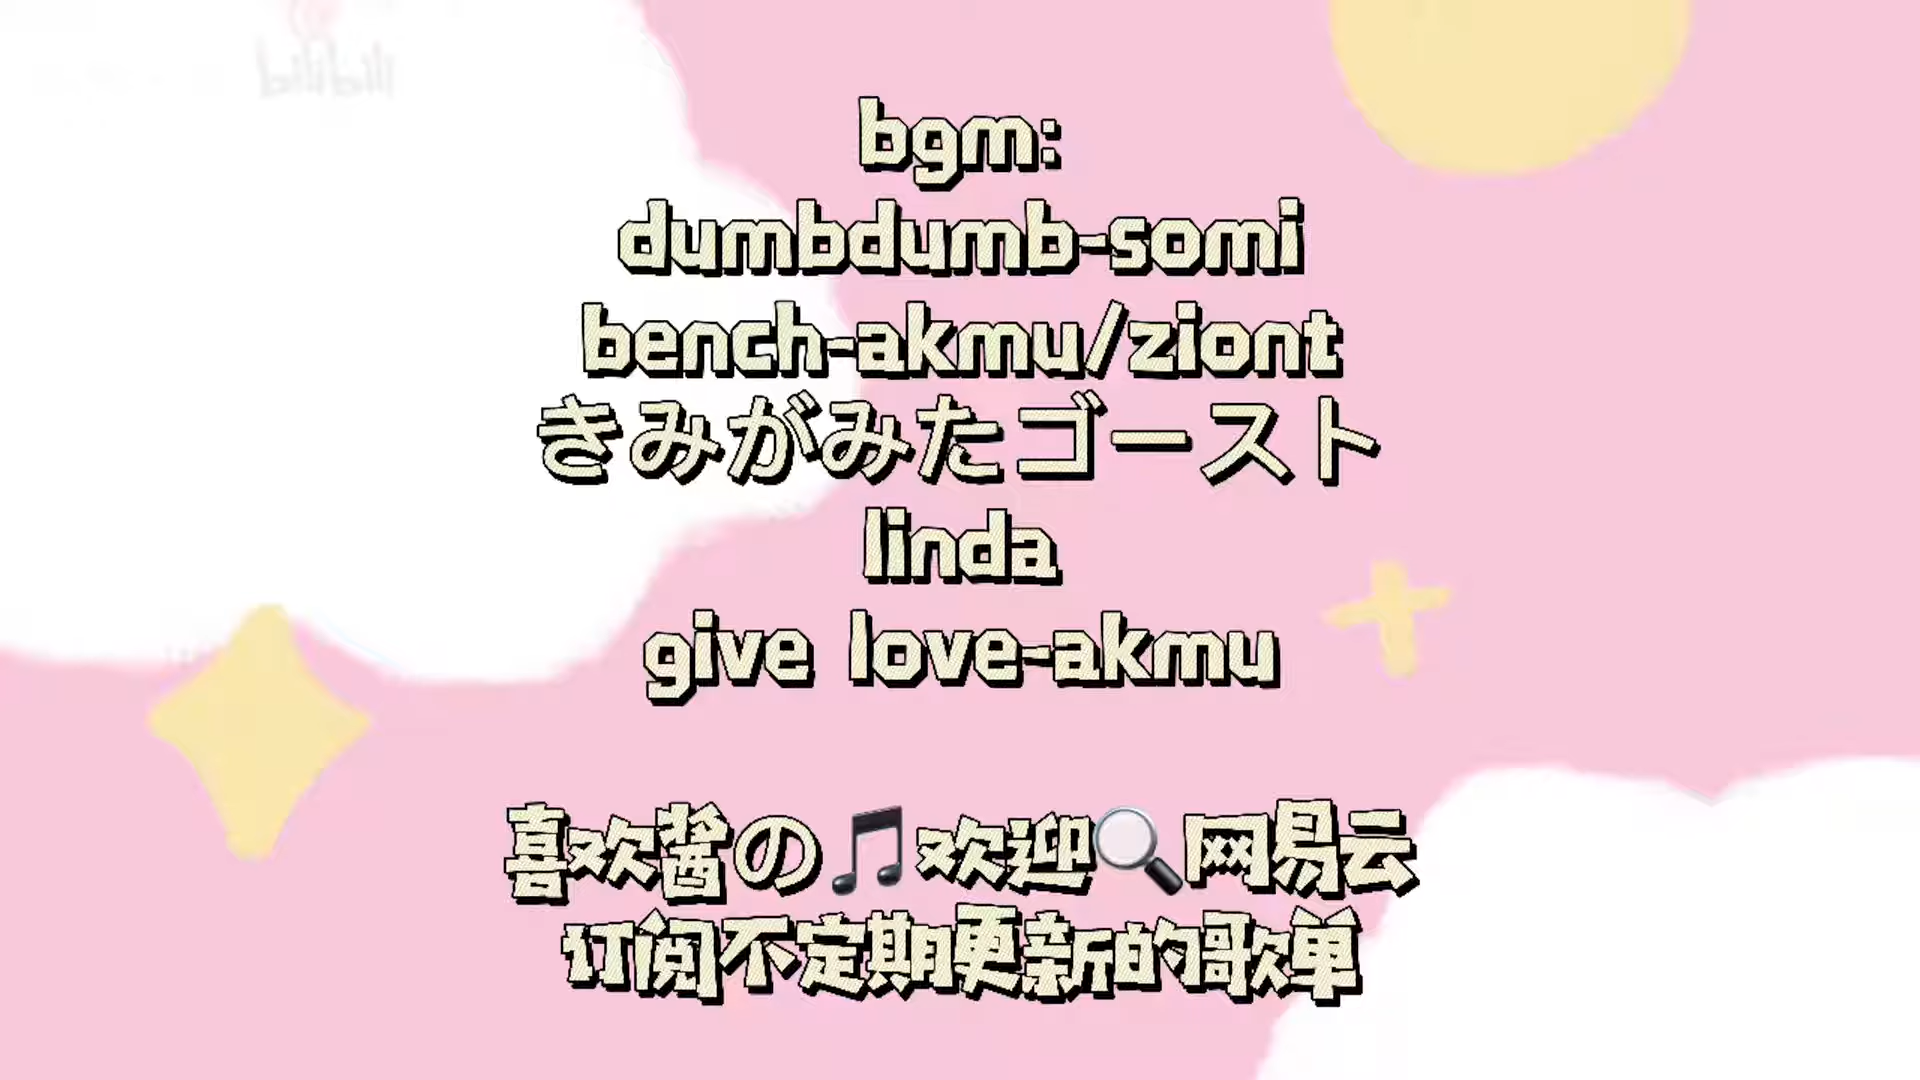 bilibili
bgm:
dumbdumb-somi
bench-akmu/ziont
きみがみたゴースト
linda
give love-akmu
喜欢酱の🎵欢迎🔍网易云
订阅不定期更新的歌单